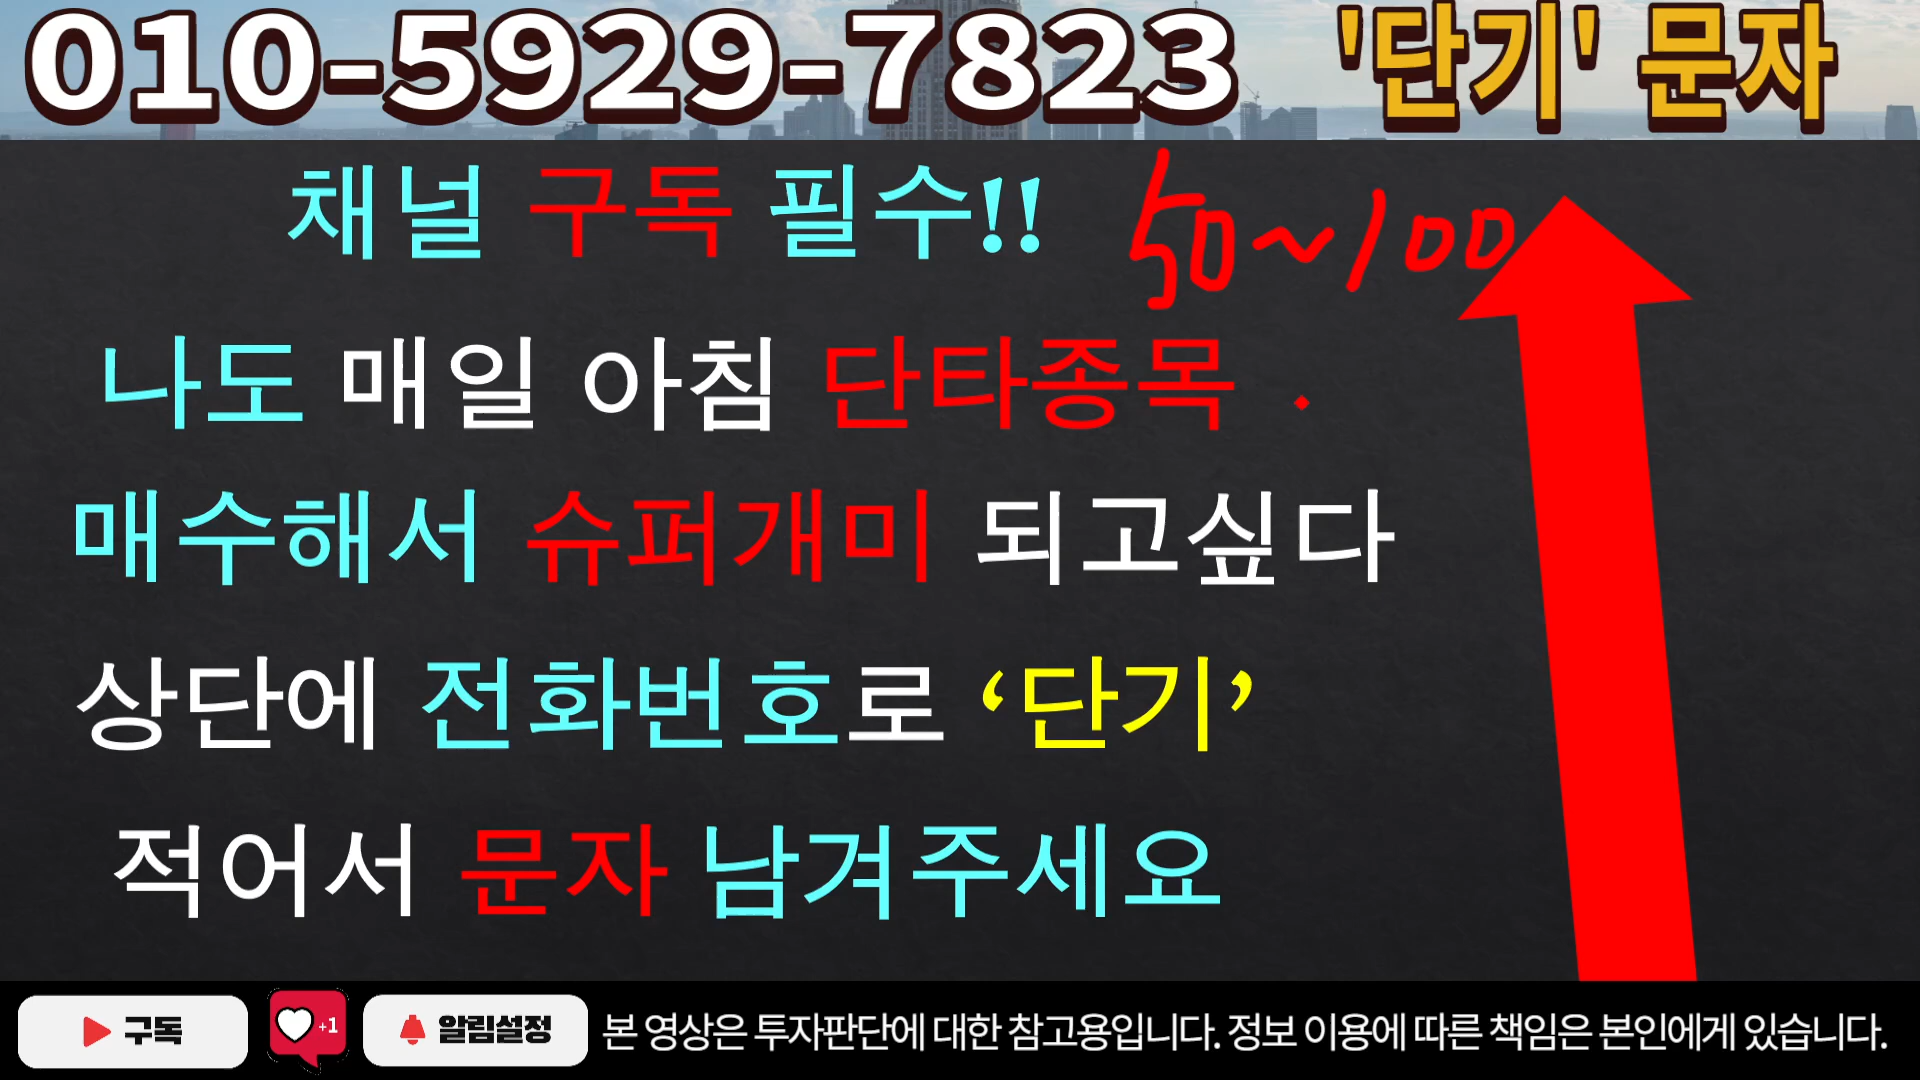 010-5929-7823 '단기' 문자
채널 구독 필수!! 50~100
나도 매일 아침 단타종목 .
매수해서 슈퍼개미 되고싶다
상단에 전화번호로 ‘단기’
적어서 문자 남겨주세요
구독 +1 알림설정 본 영상은 투자판단에 대한 참고용입니다. 정보 이용에 따른 책임은 본인에게 있습니다.